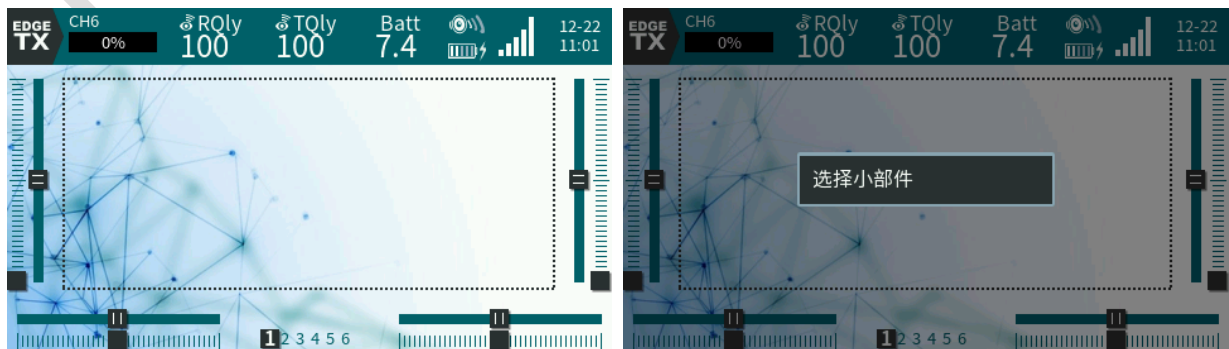 EDGE TX
CH6
0%
RQly
100
TQly
100
Batt
7.4
12-22
11:01
1 2 3 4 5 6
EDGE TX
CH6
0%
RQly
100
TQly
100
Batt
7.4
12-22
11:01
选择小部件
1 2 3 4 5 6